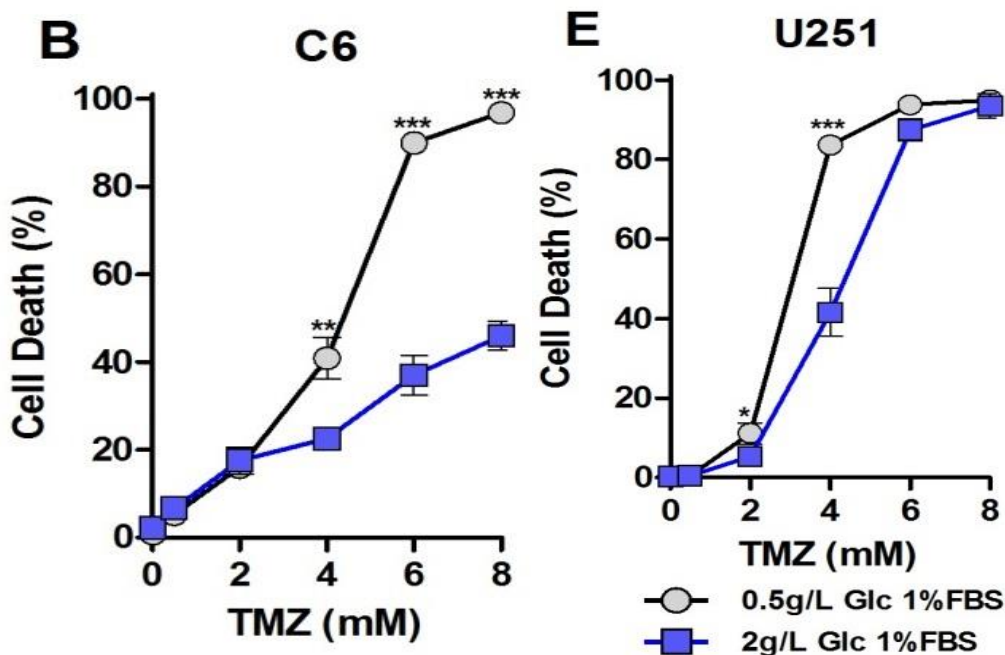 B
C6
Cell Death (%)
100
80
60
40
20
0
**
***
***
0 2 4 6 8
TMZ (mM)
E
U251
Cell Death (%)
100
80
60
40
20
0
*
***
0 2 4 6 8
TMZ (mM)
0.5g/L Glc 1%FBS
2g/L Glc 1%FBS